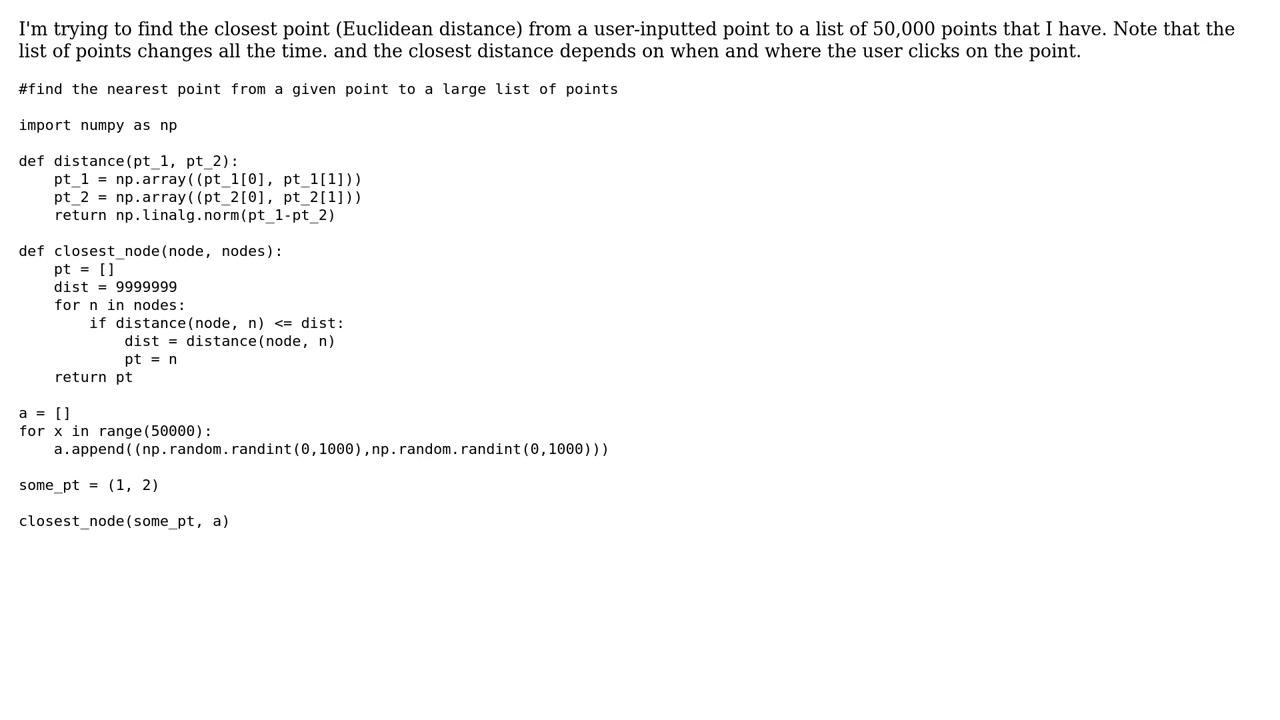 I'm trying to find the closest point (Euclidean distance) from a user-inputted point to a list of 50,000 points that I have. Note that the
list of points changes all the time. and the closest distance depends on when and where the user clicks on the point.
#find the nearest point from a given point to a large list of points
import numpy as np
def distance(pt_1, pt_2):
    pt_1 = np.array((pt_1[0], pt_1[1]))
    pt_2 = np.array((pt_2[0], pt_2[1]))
    return np.linalg.norm(pt_1-pt_2)
def closest_node(node, nodes):
    pt = []
    dist = 9999999
    for n in nodes:
        if distance(node, n) <= dist:
            dist = distance(node, n)
            pt = n
    return pt
a = []
for x in range(50000):
    a.append((np.random.randint(0,1000),np.random.randint(0,1000)))
some_pt = (1, 2)
closest_node(some_pt, a)